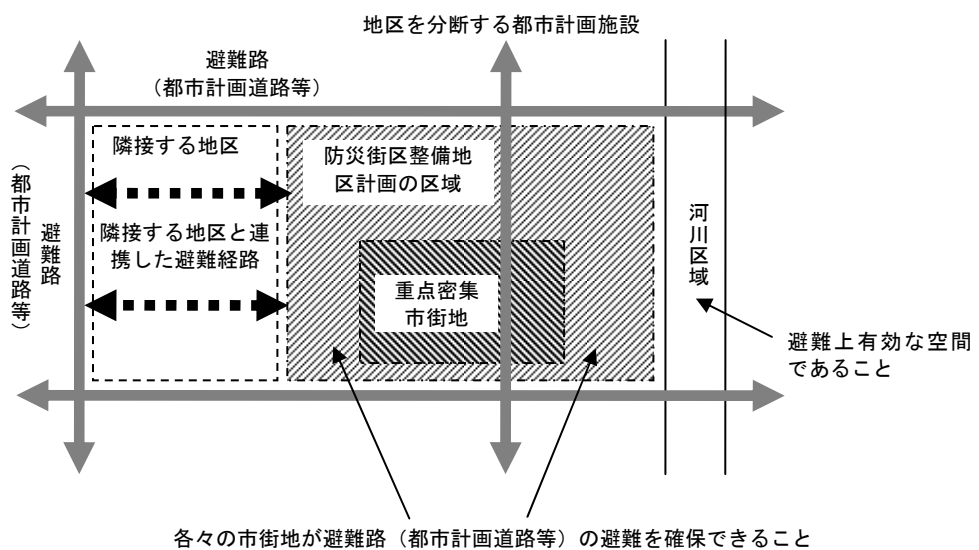 地区を分断する都市計画施設
避難路
（都市計画道路等）
隣接する地区
防災街区整備地
区計画の区域
避難路
（都市計画道路等）
隣接する地区と連
携した避難経路
重点密集
市街地
河川区域
避難上有効な空間
であること
各々の市街地が避難路（都市計画道路等）の避難を確保できること